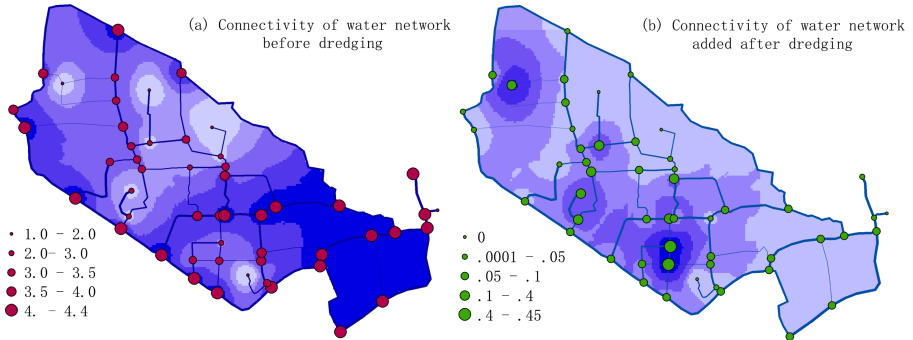 (a) Connectivity of water network
before dredging
1.0 - 2.0
2.0- 3.0
3.0 - 3.5
3.5 - 4.0
4. - 4.4
(b) Connectivity of water network
added after dredging
0
.0001 - .05
.05 - .1
.1 - .4
.4 - .45